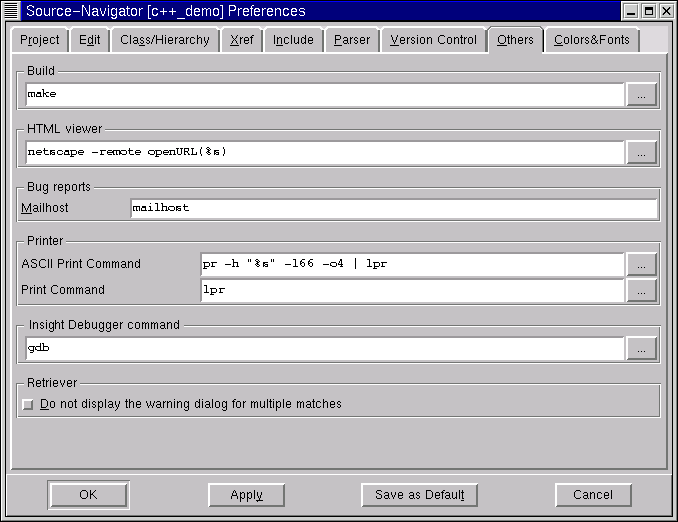 Source-Navigator [c++_demo] Preferences
Project Edit Class/Hierarchy Xref Include Parser Version Control Others Colors&Fonts
Build
make ...
HTML viewer
netscape -remote openURL(%s) ...
Bug reports
Mailhost mailhost
Printer
ASCII Print Command pr -h "%s" -l66 -o4 | lpr ...
Print Command lpr ...
Insight Debugger command
gdb ...
Retriever
Do not display the warning dialog for multiple matches
OK Apply Save as Default Cancel